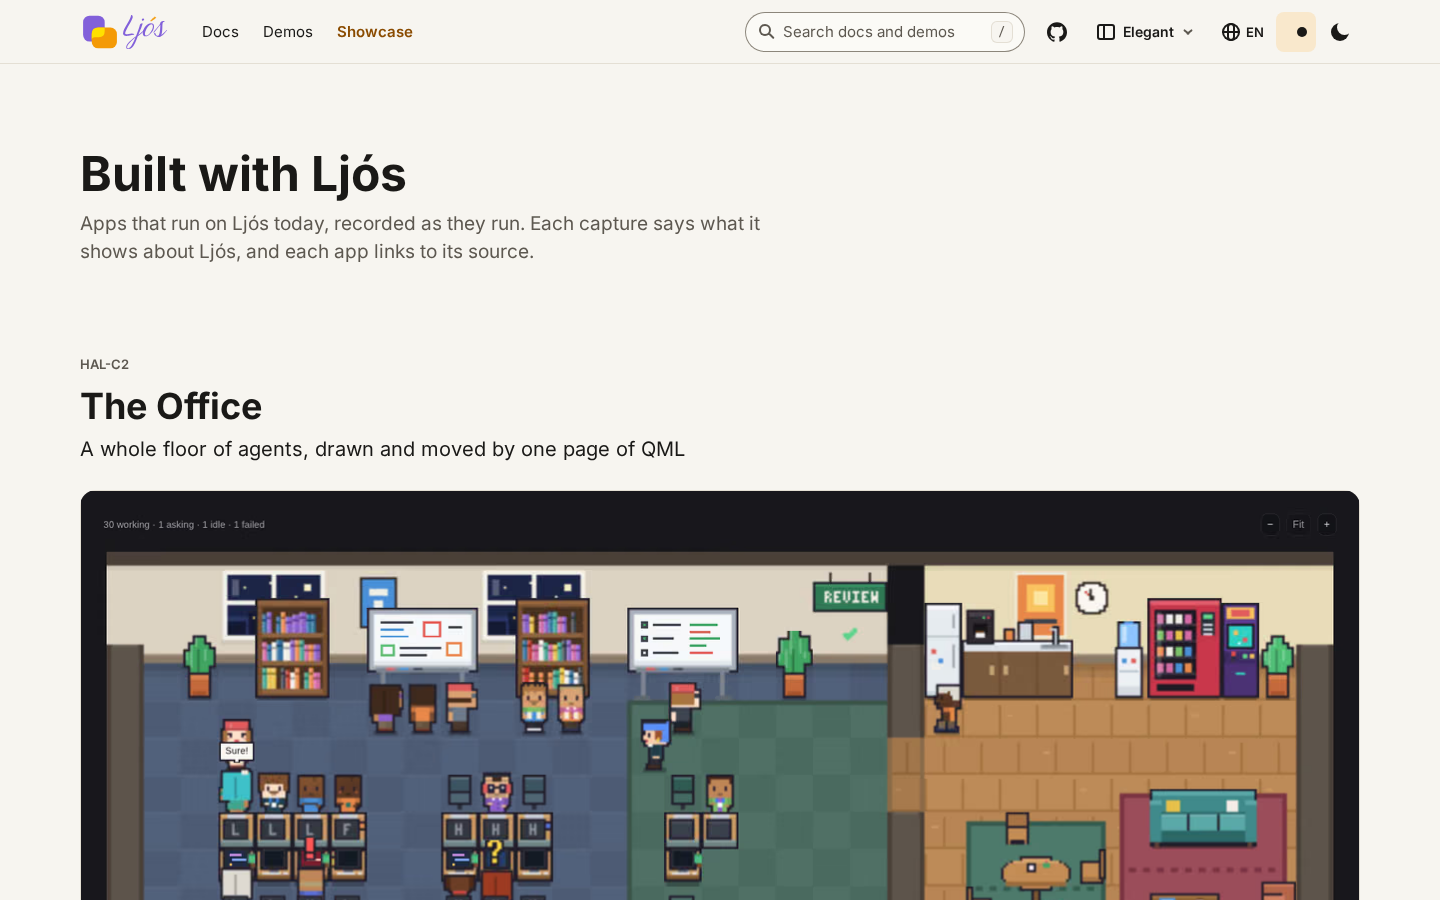 Ljós
Docs
Demos
Showcase
Search docs and demos
/
Elegant
EN
Built with Ljós
Apps that run on Ljós today, recorded as they run. Each capture says what it
shows about Ljós, and each app links to its source.
HAL-C2
The Office
A whole floor of agents, drawn and moved by one page of QML
30 working · 1 asking · 1 idle · 1 failed
−
Fit
+
REVIEW
Sure!
L
L
L
F
H
H
H
!
?